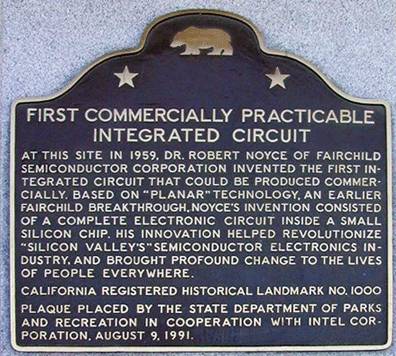 FIRST COMMERCIALLY PRACTICABLE
INTEGRATED CIRCUIT
AT THIS SITE IN 1959, DR. ROBERT NOYCE OF FAIRCHILD
SEMICONDUCTOR CORPORATION INVENTED THE FIRST IN-
TEGRATED CIRCUIT THAT COULD BE PRODUCED COMMER-
CIALLY. BASED ON "PLANAR" TECHNOLOGY, AN EARLIER
FAIRCHILD BREAKTHROUGH, NOYCE'S INVENTION CONSISTED
OF A COMPLETE ELECTRONIC CIRCUIT INSIDE A SMALL
SILICON CHIP. HIS INNOVATION HELPED REVOLUTIONIZE
"SILICON VALLEY'S" SEMICONDUCTOR ELECTRONICS IN-
DUSTRY, AND BROUGHT PROFOUND CHANGE TO THE LIVES
OF PEOPLE EVERYWHERE.
CALIFORNIA REGISTERED HISTORICAL LANDMARK NO. 1000
PLAQUE PLACED BY THE STATE DEPARTMENT OF PARKS
AND RECREATION IN COOPERATION WITH INTEL COR-
PORATION, AUGUST 9, 1991.